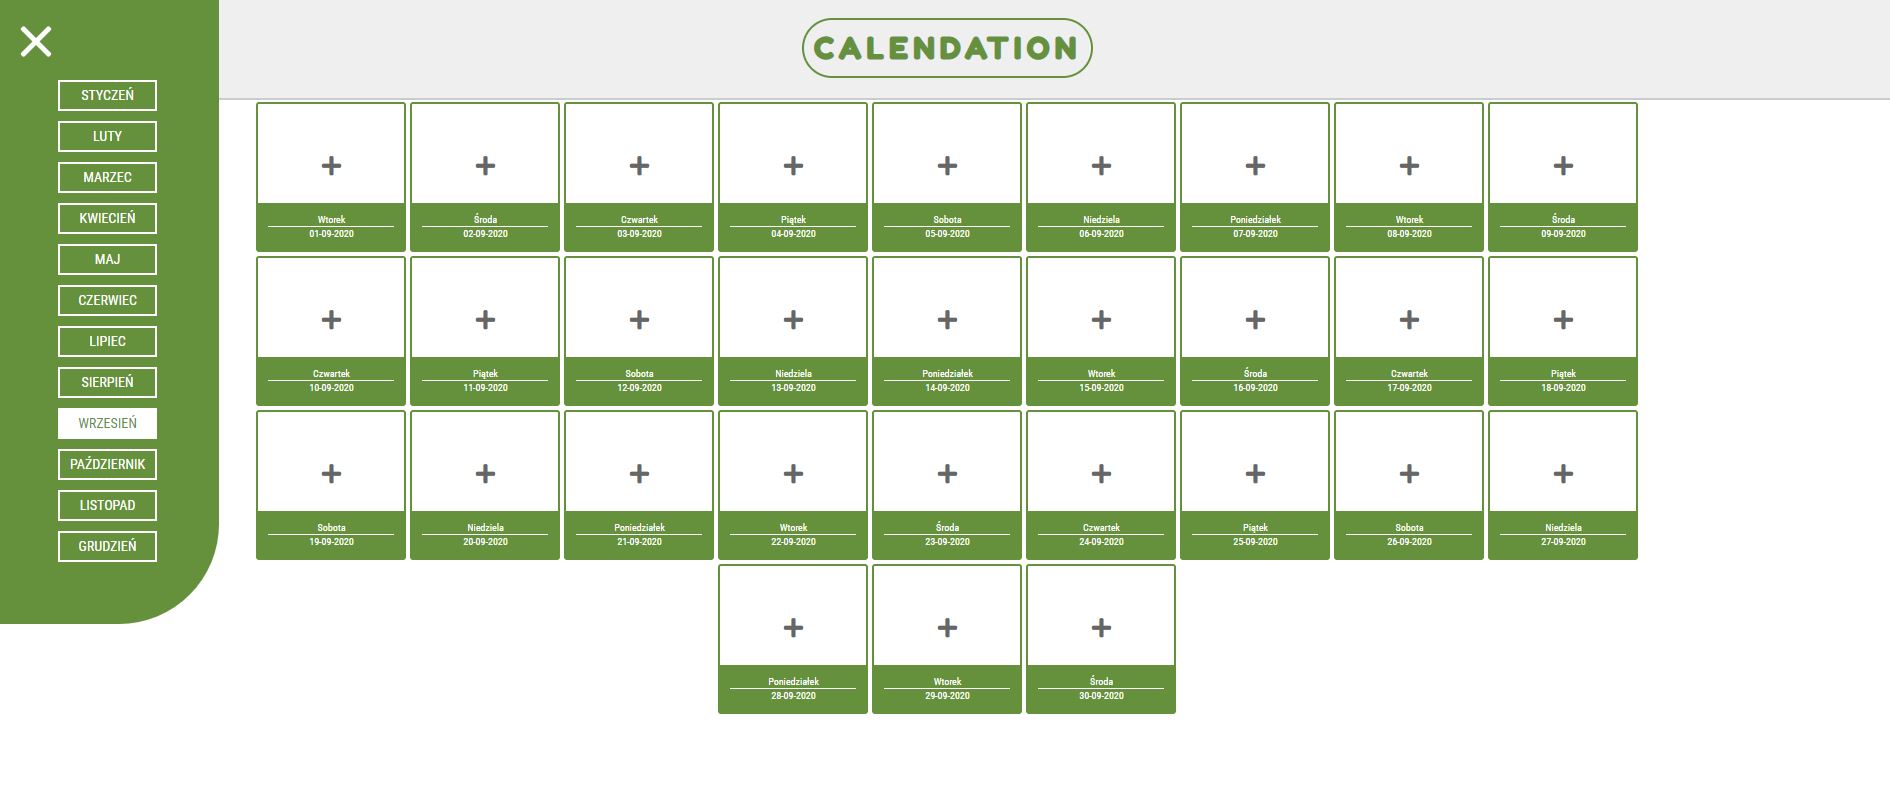 CALENDATION
STYCZEŃ
LUTY
MARZEC
KWIECIEŃ
MAJ
CZERWIEC
LIPIEC
SIERPIEŃ
WRZESIEŃ
PAŹDZIERNIK
LISTOPAD
GRUDZIEŃ
Wtorek
01-09-2020
Środa
02-09-2020
Czwartek
03-09-2020
Piątek
04-09-2020
Sobota
05-09-2020
Niedziela
06-09-2020
Poniedziałek
07-09-2020
Wtorek
08-09-2020
Środa
09-09-2020
Czwartek
10-09-2020
Piątek
11-09-2020
Sobota
12-09-2020
Niedziela
13-09-2020
Poniedziałek
14-09-2020
Wtorek
15-09-2020
Środa
16-09-2020
Czwartek
17-09-2020
Piątek
18-09-2020
Sobota
19-09-2020
Niedziela
20-09-2020
Poniedziałek
21-09-2020
Wtorek
22-09-2020
Środa
23-09-2020
Czwartek
24-09-2020
Piątek
25-09-2020
Sobota
26-09-2020
Niedziela
27-09-2020
Poniedziałek
28-09-2020
Wtorek
29-09-2020
Środa
30-09-2020